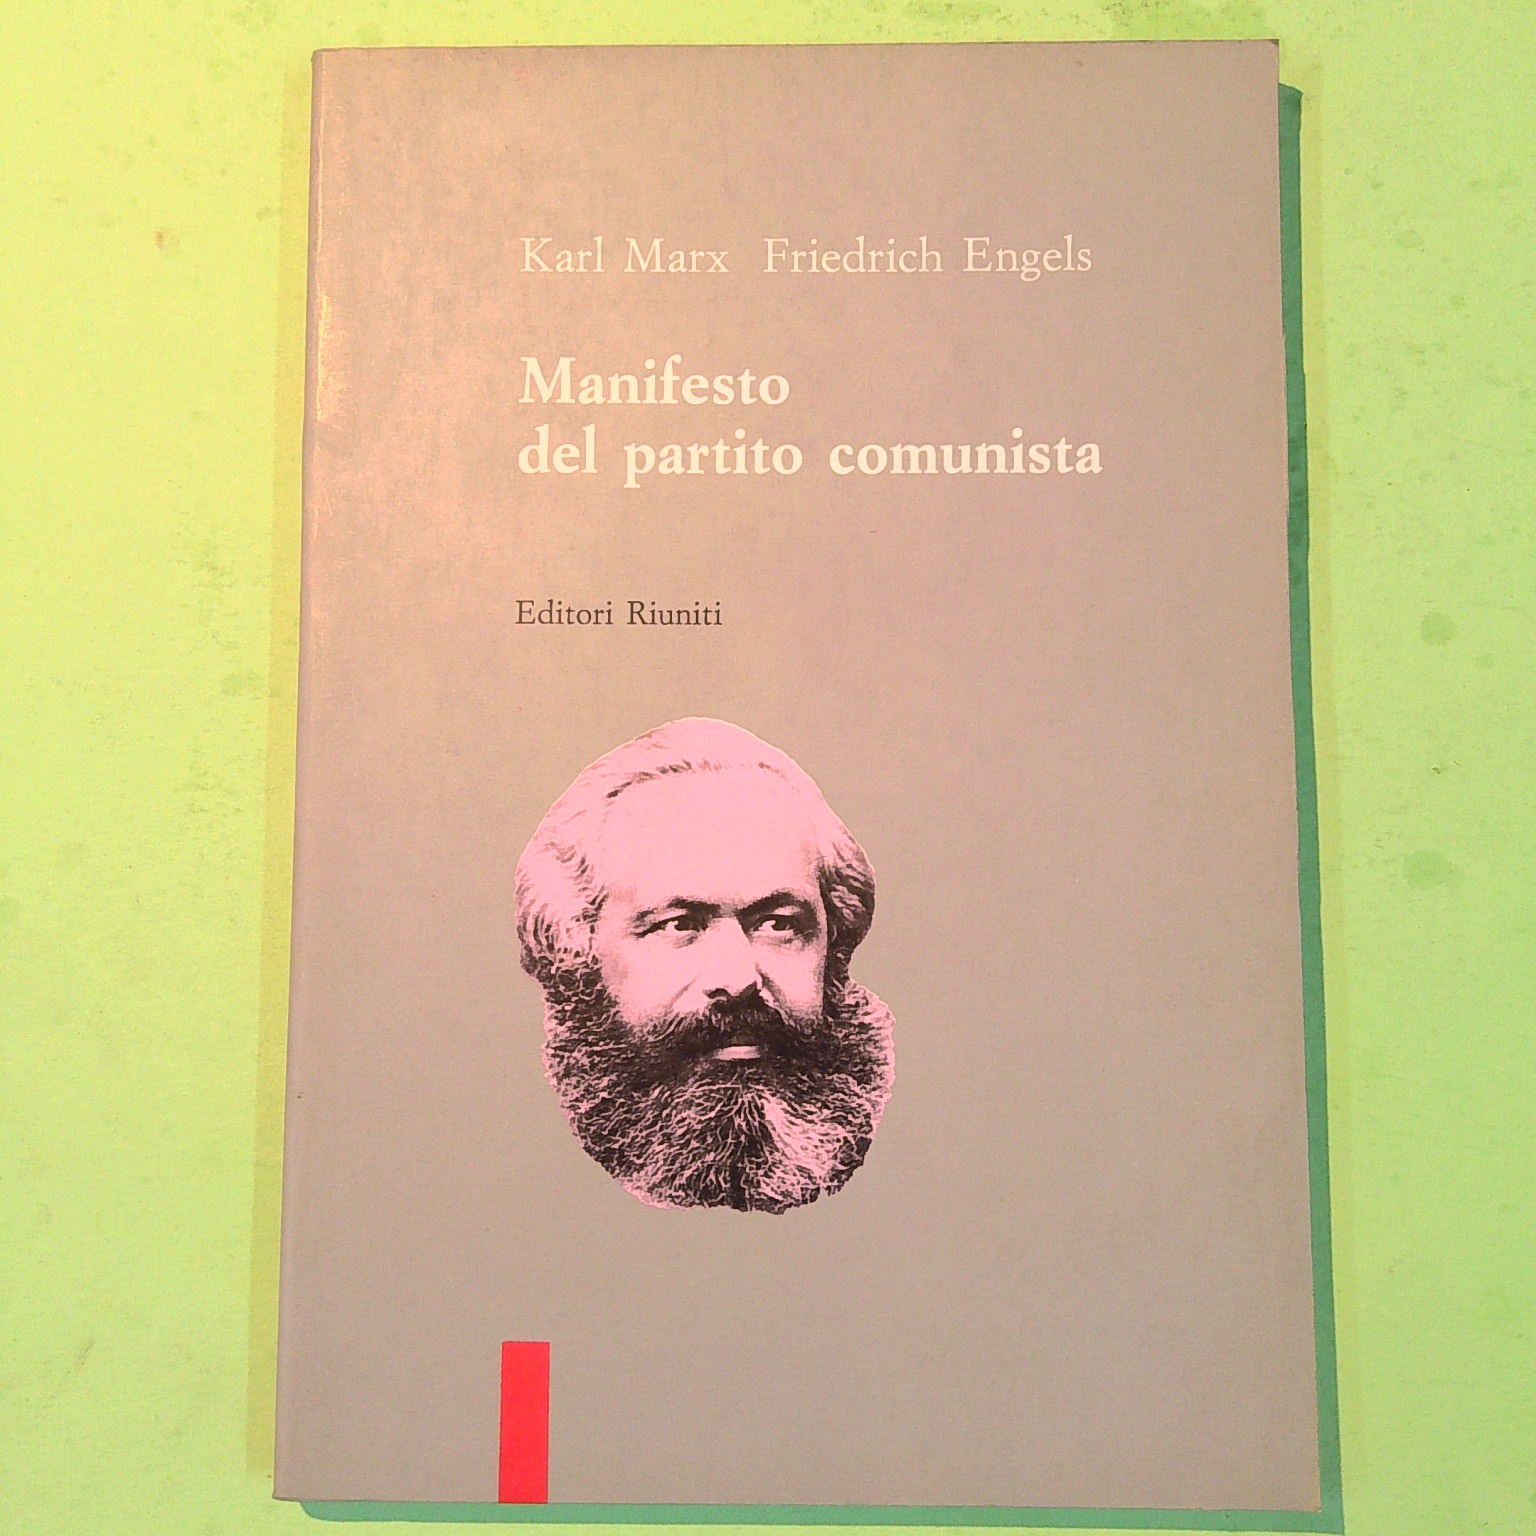 Karl Marx Friedrich Engels
Manifesto
del partito comunista
Editori Riuniti